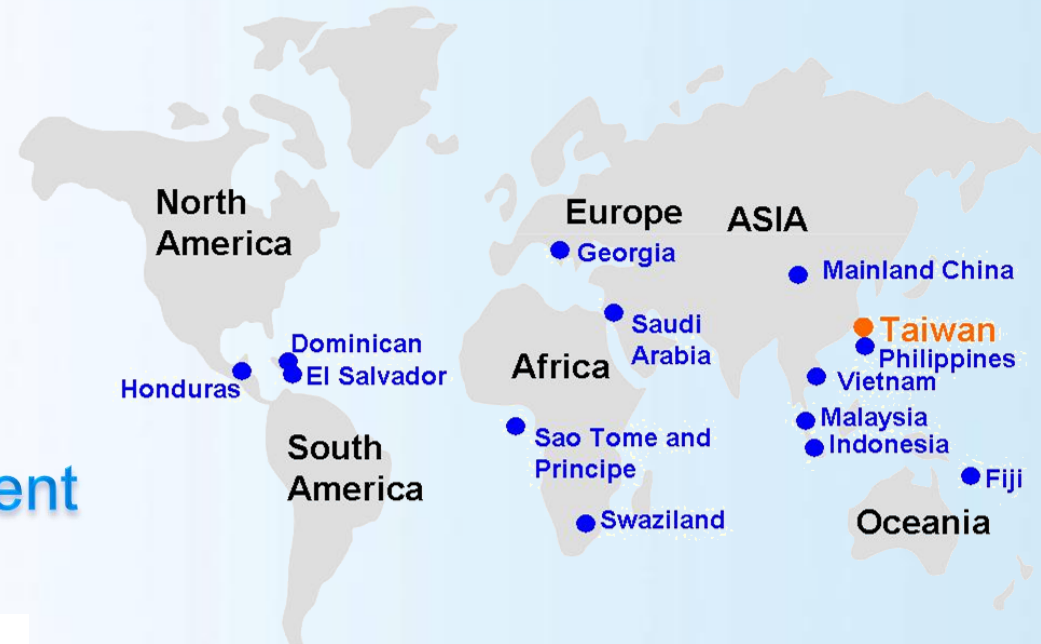 North
America
Europe
ASIA
Georgia
Mainland China
Saudi
Arabia
Taiwan
Philippines
Vietnam
Dominican
El Salvador
Honduras
Africa
Malaysia
Indonesia
Sao Tome and
Principe
South
America
Fiji
ent
Swaziland
Oceania